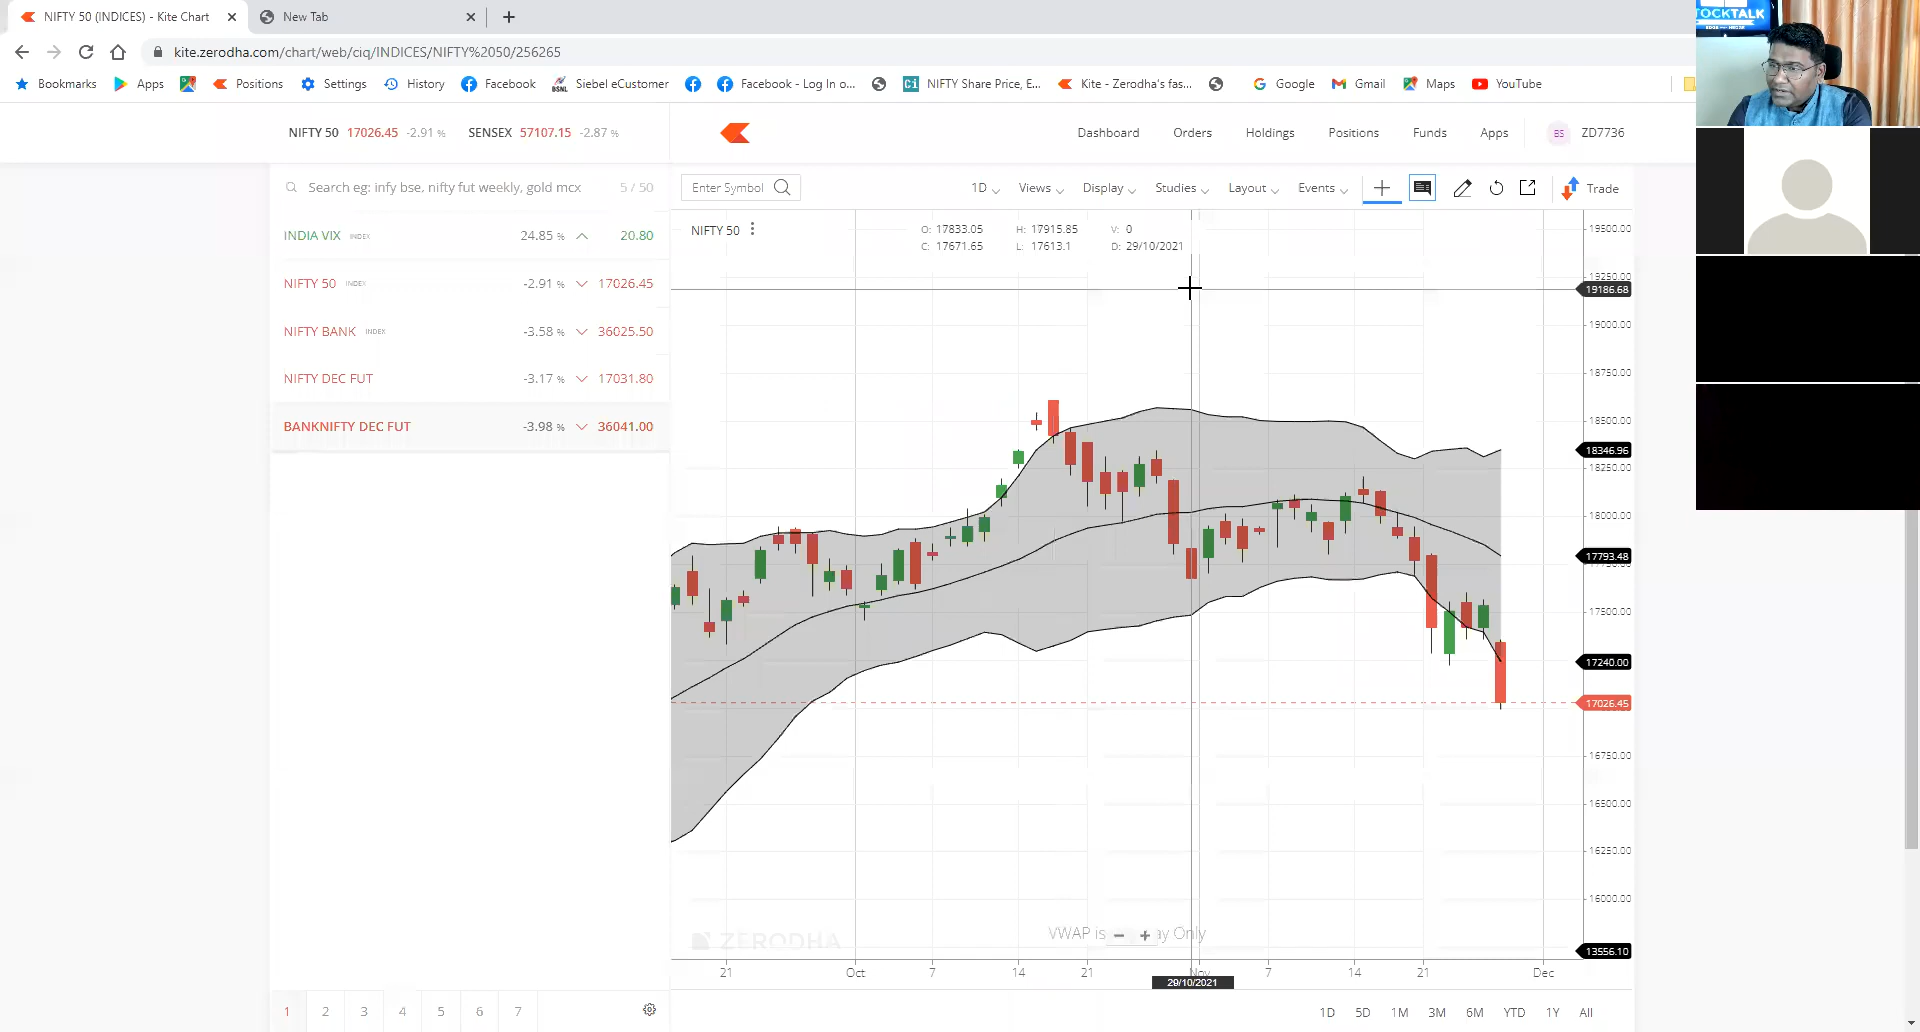 NIFTY 50 (INDICES) - Kite Chart
New Tab
kite.zerodha.com/chart/web/ciq/INDICES/NIFTY%2050/256265
Bookmarks Apps Positions Settings History Facebook Siebel eCustomer Facebook - Log In o... NIFTY Share Price, E... Kite - Zerodha's fas... Google Gmail Maps YouTube
NIFTY 50 17026.45 -2.91 % SENSEX 57107.15 -2.87 %
Dashboard Orders Holdings Positions Funds Apps BS ZD7736
Search eg: infy bse, nifty fut weekly, gold mcx 5 / 50
Enter Symbol 1D Views Display Studies Layout Events Trade
INDIA VIX INDEX 24.85 % 20.80
NIFTY 50 INDEX -2.91 % 17026.45
NIFTY BANK INDEX -3.58 % 36025.50
NIFTY DEC FUT -3.17 % 17031.80
BANKNIFTY DEC FUT -3.98 % 36041.00
NIFTY 50
O: 17833.05 H: 17915.85 V: 0
C: 17671.65 L: 17613.1 D: 29/10/2021
19500.00
19250.00
19186.68
19000.00
18750.00
18500.00
18346.96
18250.00
18000.00
17793.48
17500.00
17240.00
17026.45
16750.00
16500.00
16250.00
16000.00
13556.10
ZERODHA
VWAP is ay Only
21 Oct 7 14 21 Nov 7 14 21 Dec
29/10/2021
1 2 3 4 5 6 7
1D 5D 1M 3M 6M YTD 1Y All